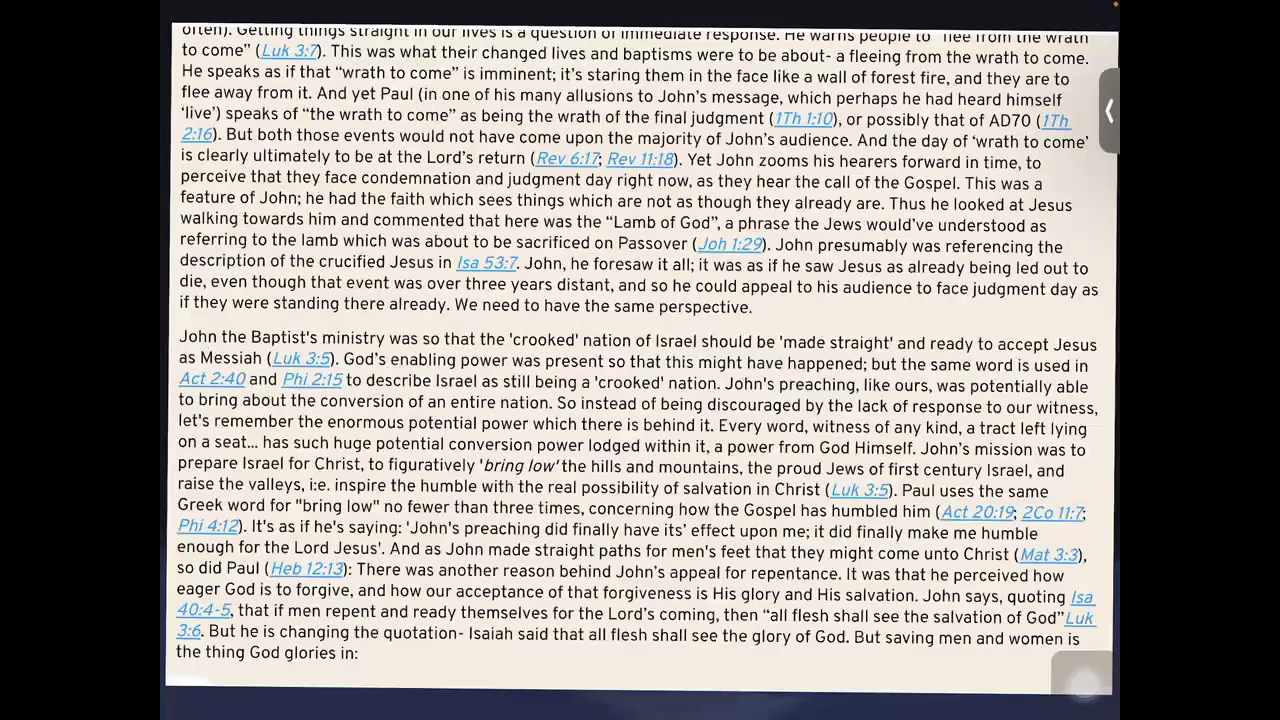 often). Getting things straight in our lives is a question of immediate response. He warns people to “flee from the wrath
to come” (Luk 3:7). This was what their changed lives and baptisms were to be about- a fleeing from the wrath to come.
He speaks as if that “wrath to come” is imminent; it’s staring them in the face like a wall of forest fire, and they are to
flee away from it. And yet Paul (in one of his many allusions to John’s message, which perhaps he had heard himself
‘live’) speaks of “the wrath to come” as being the wrath of the final judgment (1Th 1:10), or possibly that of AD70 (1Th
2:16). But both those events would not have come upon the majority of John’s audience. And the day of ‘wrath to come’
is clearly ultimately to be at the Lord’s return (Rev 6:17; Rev 11:18). Yet John zooms his hearers forward in time, to
perceive that they face condemnation and judgment day right now, as they hear the call of the Gospel. This was a
feature of John; he had the faith which sees things which are not as though they already are. Thus he looked at Jesus
walking towards him and commented that here was the “Lamb of God”, a phrase the Jews would’ve understood as
referring to the lamb which was about to be sacrificed on Passover (Joh 1:29). John presumably was referencing the
description of the crucified Jesus in Isa 53:7. John, he foresaw it all; it was as if he saw Jesus as already being led out to
die, even though that event was over three years distant, and so he could appeal to his audience to face judgment day as
if they were standing there already. We need to have the same perspective.
John the Baptist's ministry was so that the 'crooked' nation of Israel should be 'made straight' and ready to accept Jesus
as Messiah (Luk 3:5). God’s enabling power was present so that this might have happened; but the same word is used in
Act 2:40 and Phi 2:15 to describe Israel as still being a 'crooked' nation. John's preaching, like ours, was potentially able
to bring about the conversion of an entire nation. So instead of being discouraged by the lack of response to our witness,
let's remember the enormous potential power which there is behind it. Every word, witness of any kind, a tract left lying
on a seat... has such huge potential conversion power lodged within it, a power from God Himself. John’s mission was to
prepare Israel for Christ, to figuratively 'bring low' the hills and mountains, the proud Jews of first century Israel, and
raise the valleys, i:e. inspire the humble with the real possibility of salvation in Christ (Luk 3:5). Paul uses the same
Greek word for "bring low" no fewer than three times, concerning how the Gospel has humbled him (Act 20:19; 2Co 11:7;
Phi 4:12). It's as if he's saying: 'John's preaching did finally have its’ effect upon me; it did finally make me humble
enough for the Lord Jesus'. And as John made straight paths for men's feet that they might come unto Christ (Mat 3:3),
so did Paul (Heb 12:13): There was another reason behind John’s appeal for repentance. It was that he perceived how
eager God is to forgive, and how our acceptance of that forgiveness is His glory and His salvation. John says, quoting Isa
40:4-5, that if men repent and ready themselves for the Lord’s coming, then “all flesh shall see the salvation of God” Luk
3:6. But he is changing the quotation- Isaiah said that all flesh shall see the glory of God. But saving men and women is
the thing God glories in: